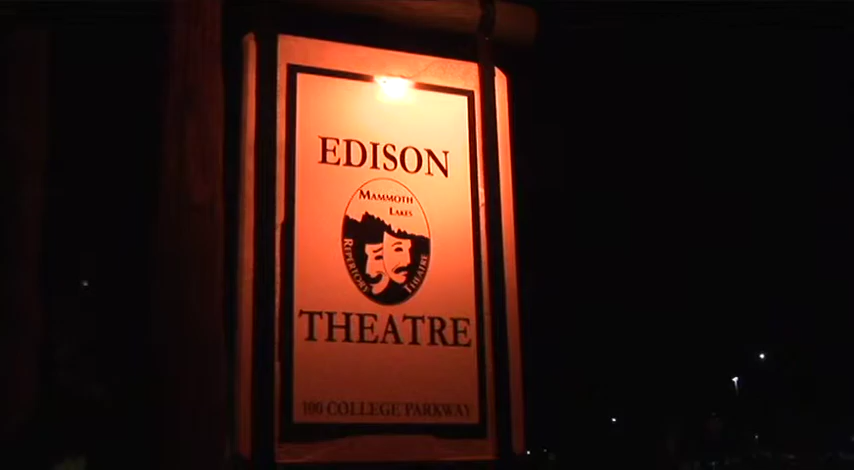 EDISON
MAMMOTH
LAKES
REPERTORY THEATRE
THEATRE
100 COLLEGE PARKWAY